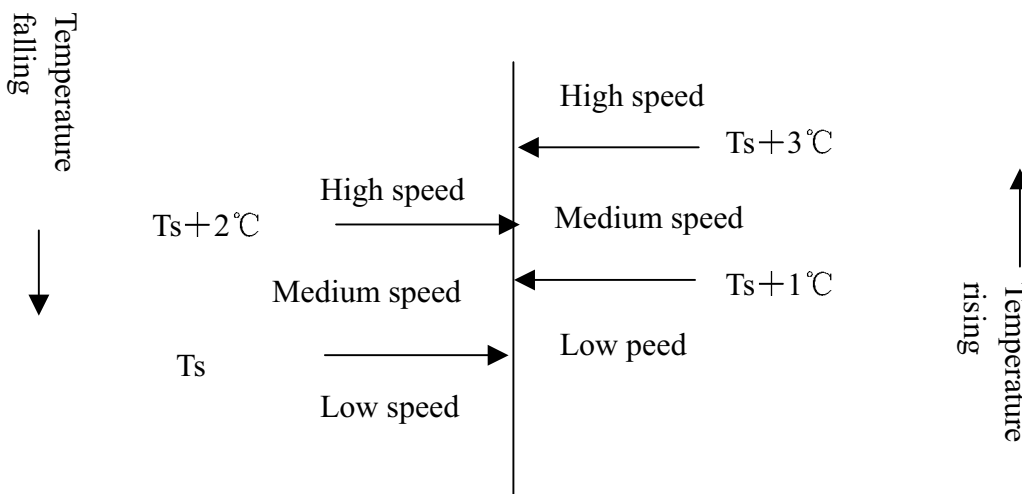 Temperature
falling
High speed
Ts+3℃
High speed
Ts+2℃
Medium speed
Medium speed
Ts+1℃
Ts
Low peed
Low speed
Temperature
rising